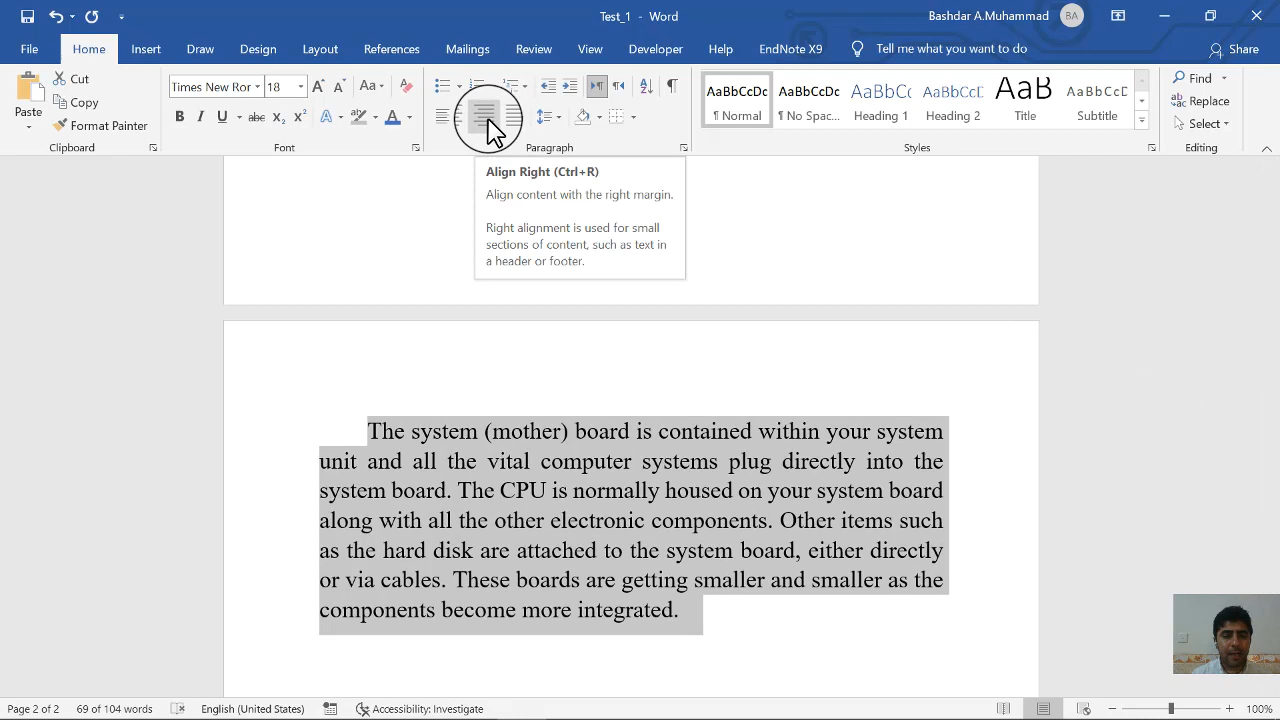 Test_1 - Word
Bashdar A.Muhammad BA
File Home Insert Draw Design Layout References Mailings Review View Developer Help EndNote X9 Tell me what you want to do Share
Paste Cut Copy Format Painter
Clipboard
Times New Ror 18 A A Aa
B I U abc X₂ X² A A
Font
Paragraph
AaBbCcDc AaBbCcDc AaBbCc AaBbCcD AaB AaBbCcD
¶ Normal ¶ No Spac... Heading 1 Heading 2 Title Subtitle
Styles
Find
Replace
Select
Editing
Align Right (Ctrl+R)
Align content with the right margin.
Right alignment is used for small
sections of content, such as text in
a header or footer.
The system (mother) board is contained within your system
unit and all the vital computer systems plug directly into the
system board. The CPU is normally housed on your system board
along with all the other electronic components. Other items such
as the hard disk are attached to the system board, either directly
or via cables. These boards are getting smaller and smaller as the
components become more integrated.
Page 2 of 2 69 of 104 words English (United States) Accessibility: Investigate 100%